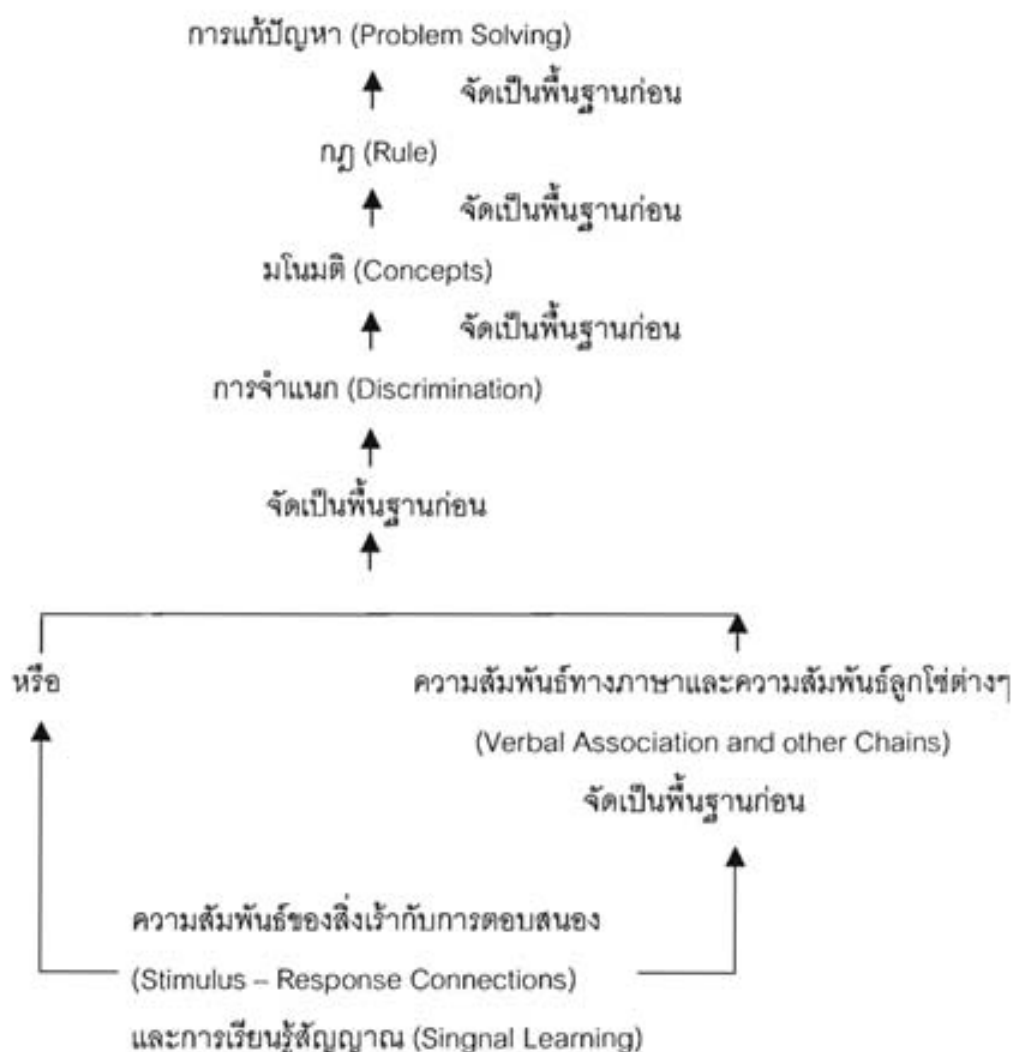 การแก้ปัญหา (Problem Solving)
จัดเป็นพื้นฐานก่อน
กฎ (Rule)
จัดเป็นพื้นฐานก่อน
มโนมติ (Concepts)
จัดเป็นพื้นฐานก่อน
การจำแนก (Discrimination)
จัดเป็นพื้นฐานก่อน
หรือ
ความสัมพันธ์ทางภาษาและความสัมพันธ์ลูกโซ่ต่างๆ
(Verbal Association and other Chains)
จัดเป็นพื้นฐานก่อน
ความสัมพันธ์ของสิ่งเร้ากับการตอบสนอง
(Stimulus – Response Connections)
และการเรียนรู้สัญญาณ (Singnal Learning)